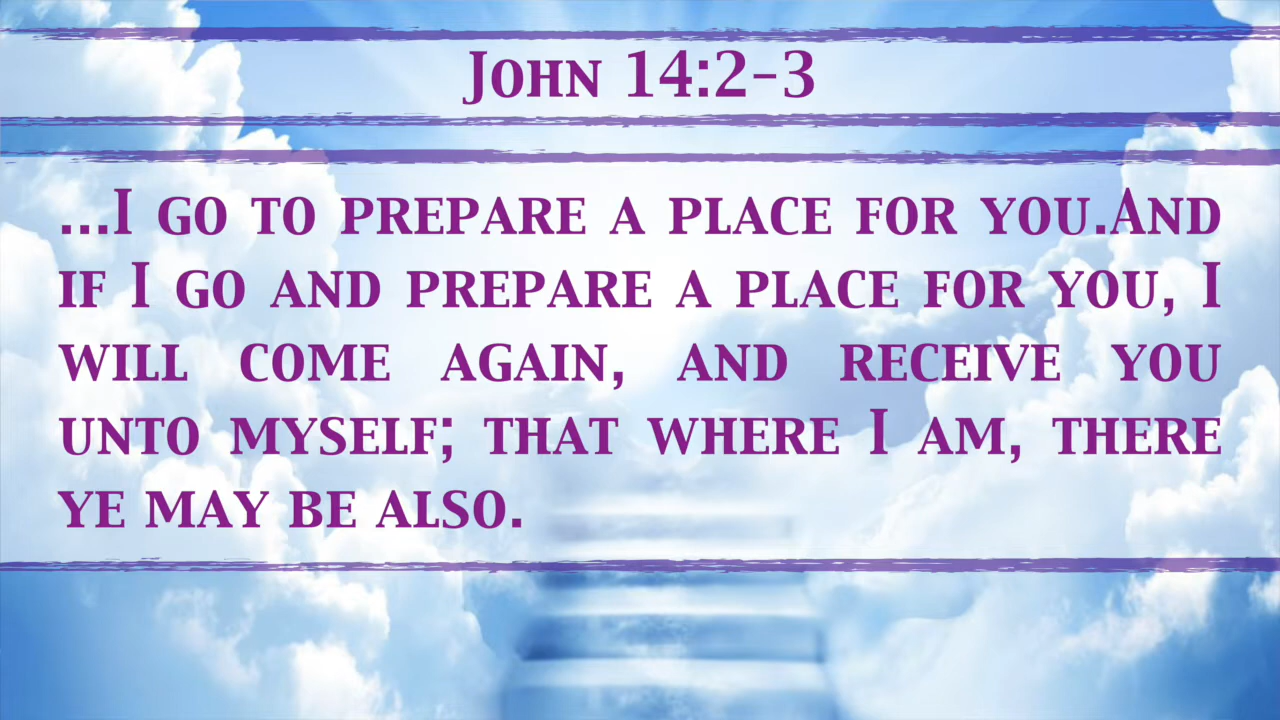 John 14:2-3
...I go to prepare a place for you.And
if I go and prepare a place for you, I
will come again, and receive you
unto myself; that where I am, there
ye may be also.